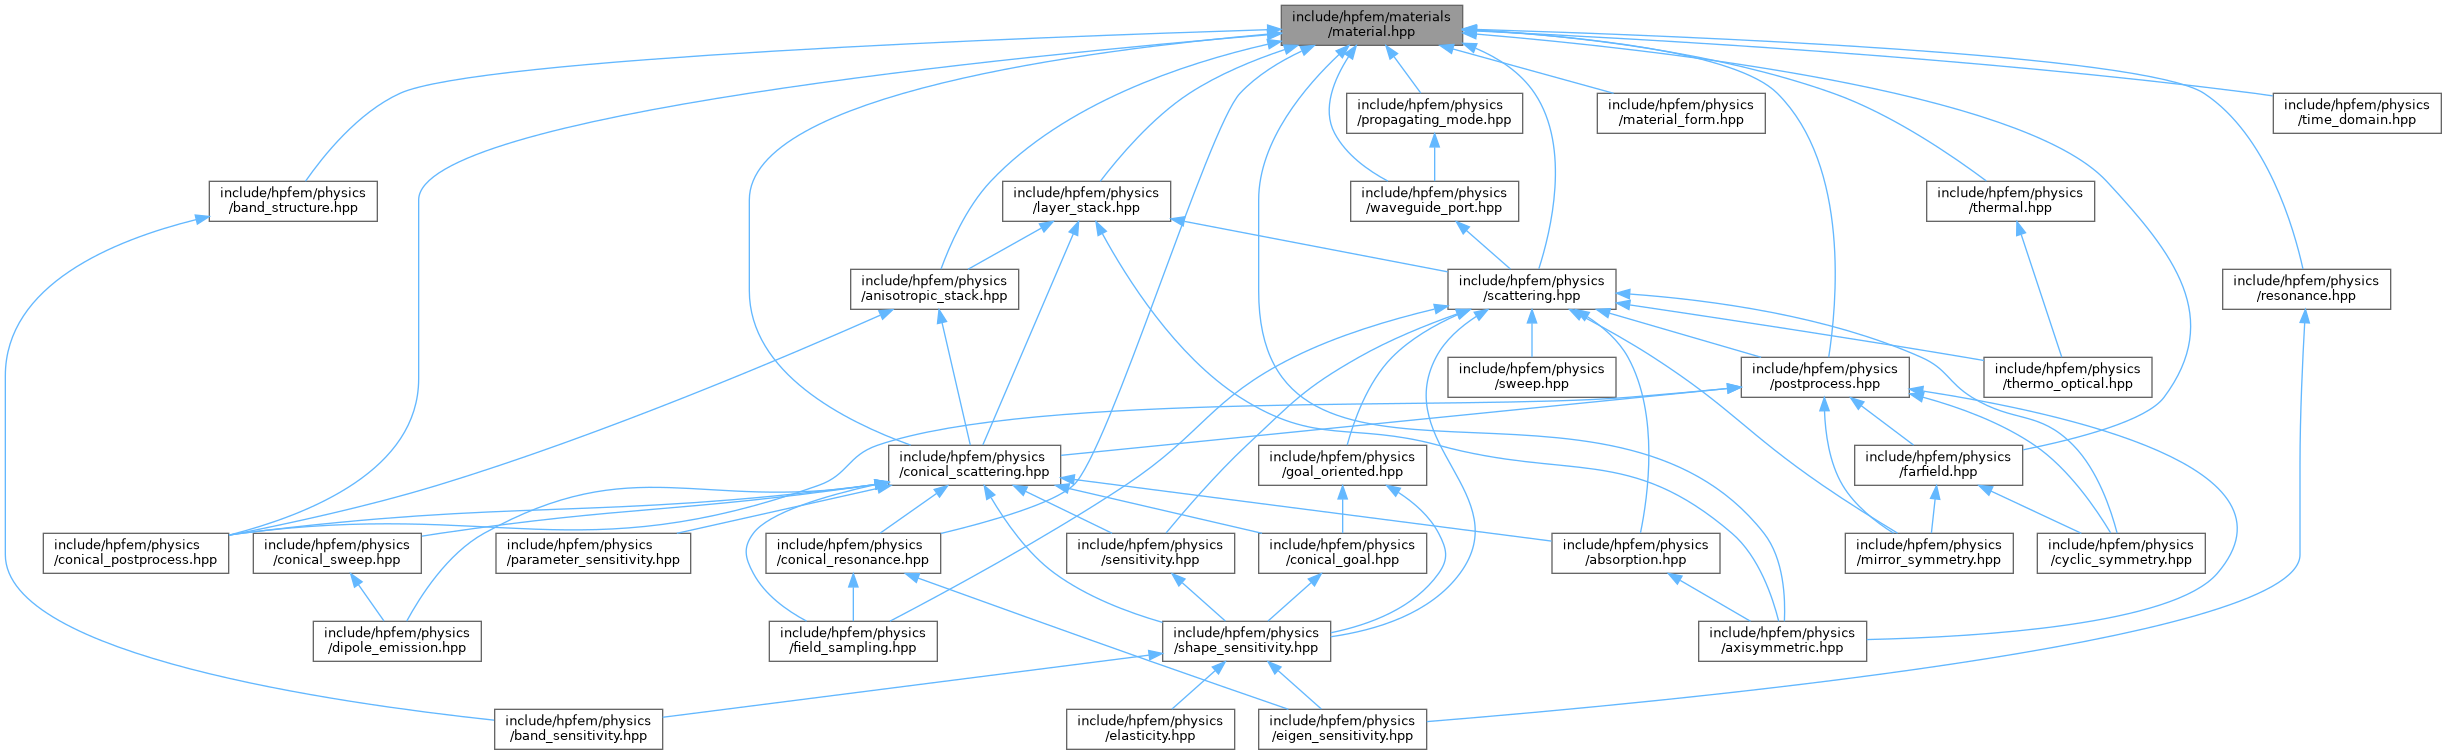 include/hpfem/materials
/material.hpp
include/hpfem/physics
/propagating_mode.hpp
include/hpfem/physics
/material_form.hpp
include/hpfem/physics
/time_domain.hpp
include/hpfem/physics
/band_structure.hpp
include/hpfem/physics
/layer_stack.hpp
include/hpfem/physics
/waveguide_port.hpp
include/hpfem/physics
/thermal.hpp
include/hpfem/physics
/anisotropic_stack.hpp
include/hpfem/physics
/scattering.hpp
include/hpfem/physics
/resonance.hpp
include/hpfem/physics
/sweep.hpp
include/hpfem/physics
/postprocess.hpp
include/hpfem/physics
/thermo_optical.hpp
include/hpfem/physics
/conical_scattering.hpp
include/hpfem/physics
/goal_oriented.hpp
include/hpfem/physics
/farfield.hpp
include/hpfem/physics
/conical_postprocess.hpp
include/hpfem/physics
/conical_sweep.hpp
include/hpfem/physics
/parameter_sensitivity.hpp
include/hpfem/physics
/conical_resonance.hpp
include/hpfem/physics
/sensitivity.hpp
include/hpfem/physics
/conical_goal.hpp
include/hpfem/physics
/absorption.hpp
include/hpfem/physics
/mirror_symmetry.hpp
include/hpfem/physics
/cyclic_symmetry.hpp
include/hpfem/physics
/dipole_emission.hpp
include/hpfem/physics
/field_sampling.hpp
include/hpfem/physics
/shape_sensitivity.hpp
include/hpfem/physics
/axisymmetric.hpp
include/hpfem/physics
/band_sensitivity.hpp
include/hpfem/physics
/elasticity.hpp
include/hpfem/physics
/eigen_sensitivity.hpp